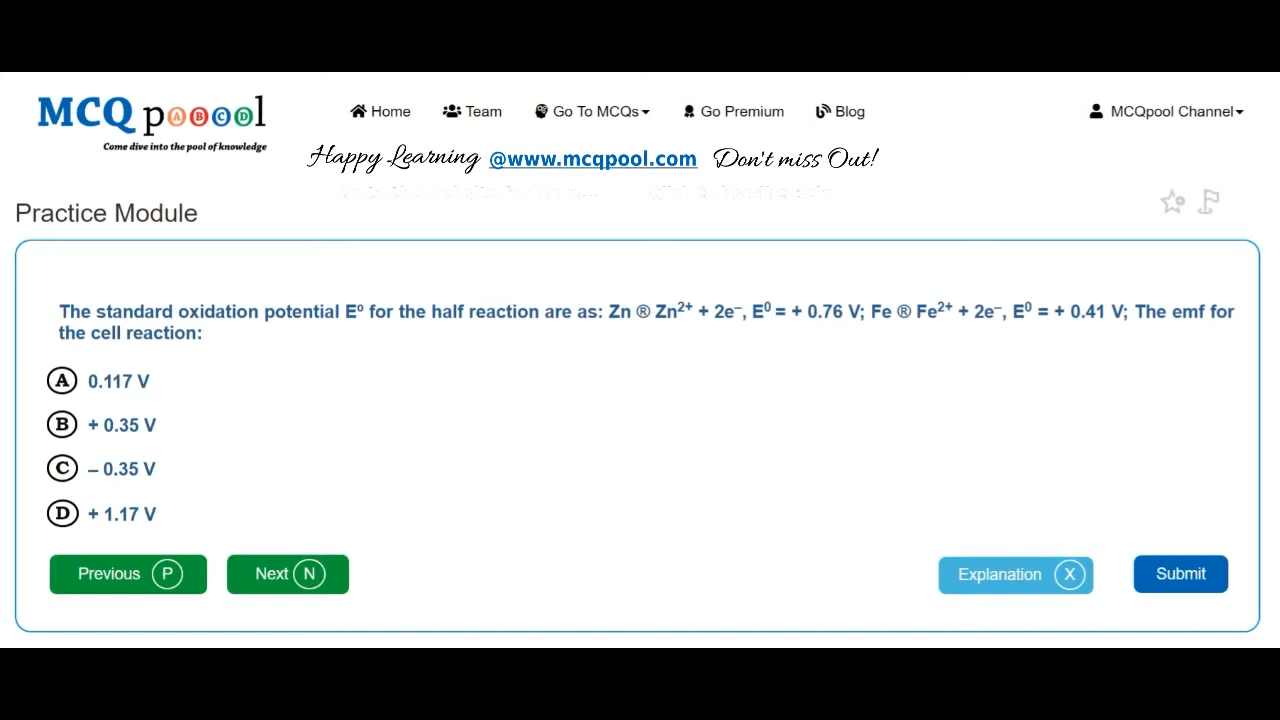 MCQ poool
A B C D
Come dive into the pool of knowledge
Home Team Go To MCQs Go Premium Blog MCQpool Channel
Happy Learning @www.mcqpool.com Don't miss Out!
Practice Module
The standard oxidation potential Eº for the half reaction are as: Zn ® Zn²⁺ + 2e⁻, E⁰ = + 0.76 V; Fe ® Fe²⁺ + 2e⁻, E⁰ = + 0.41 V; The emf for
the cell reaction:
A 0.117 V
B + 0.35 V
C – 0.35 V
D + 1.17 V
Previous P Next N Explanation X Submit